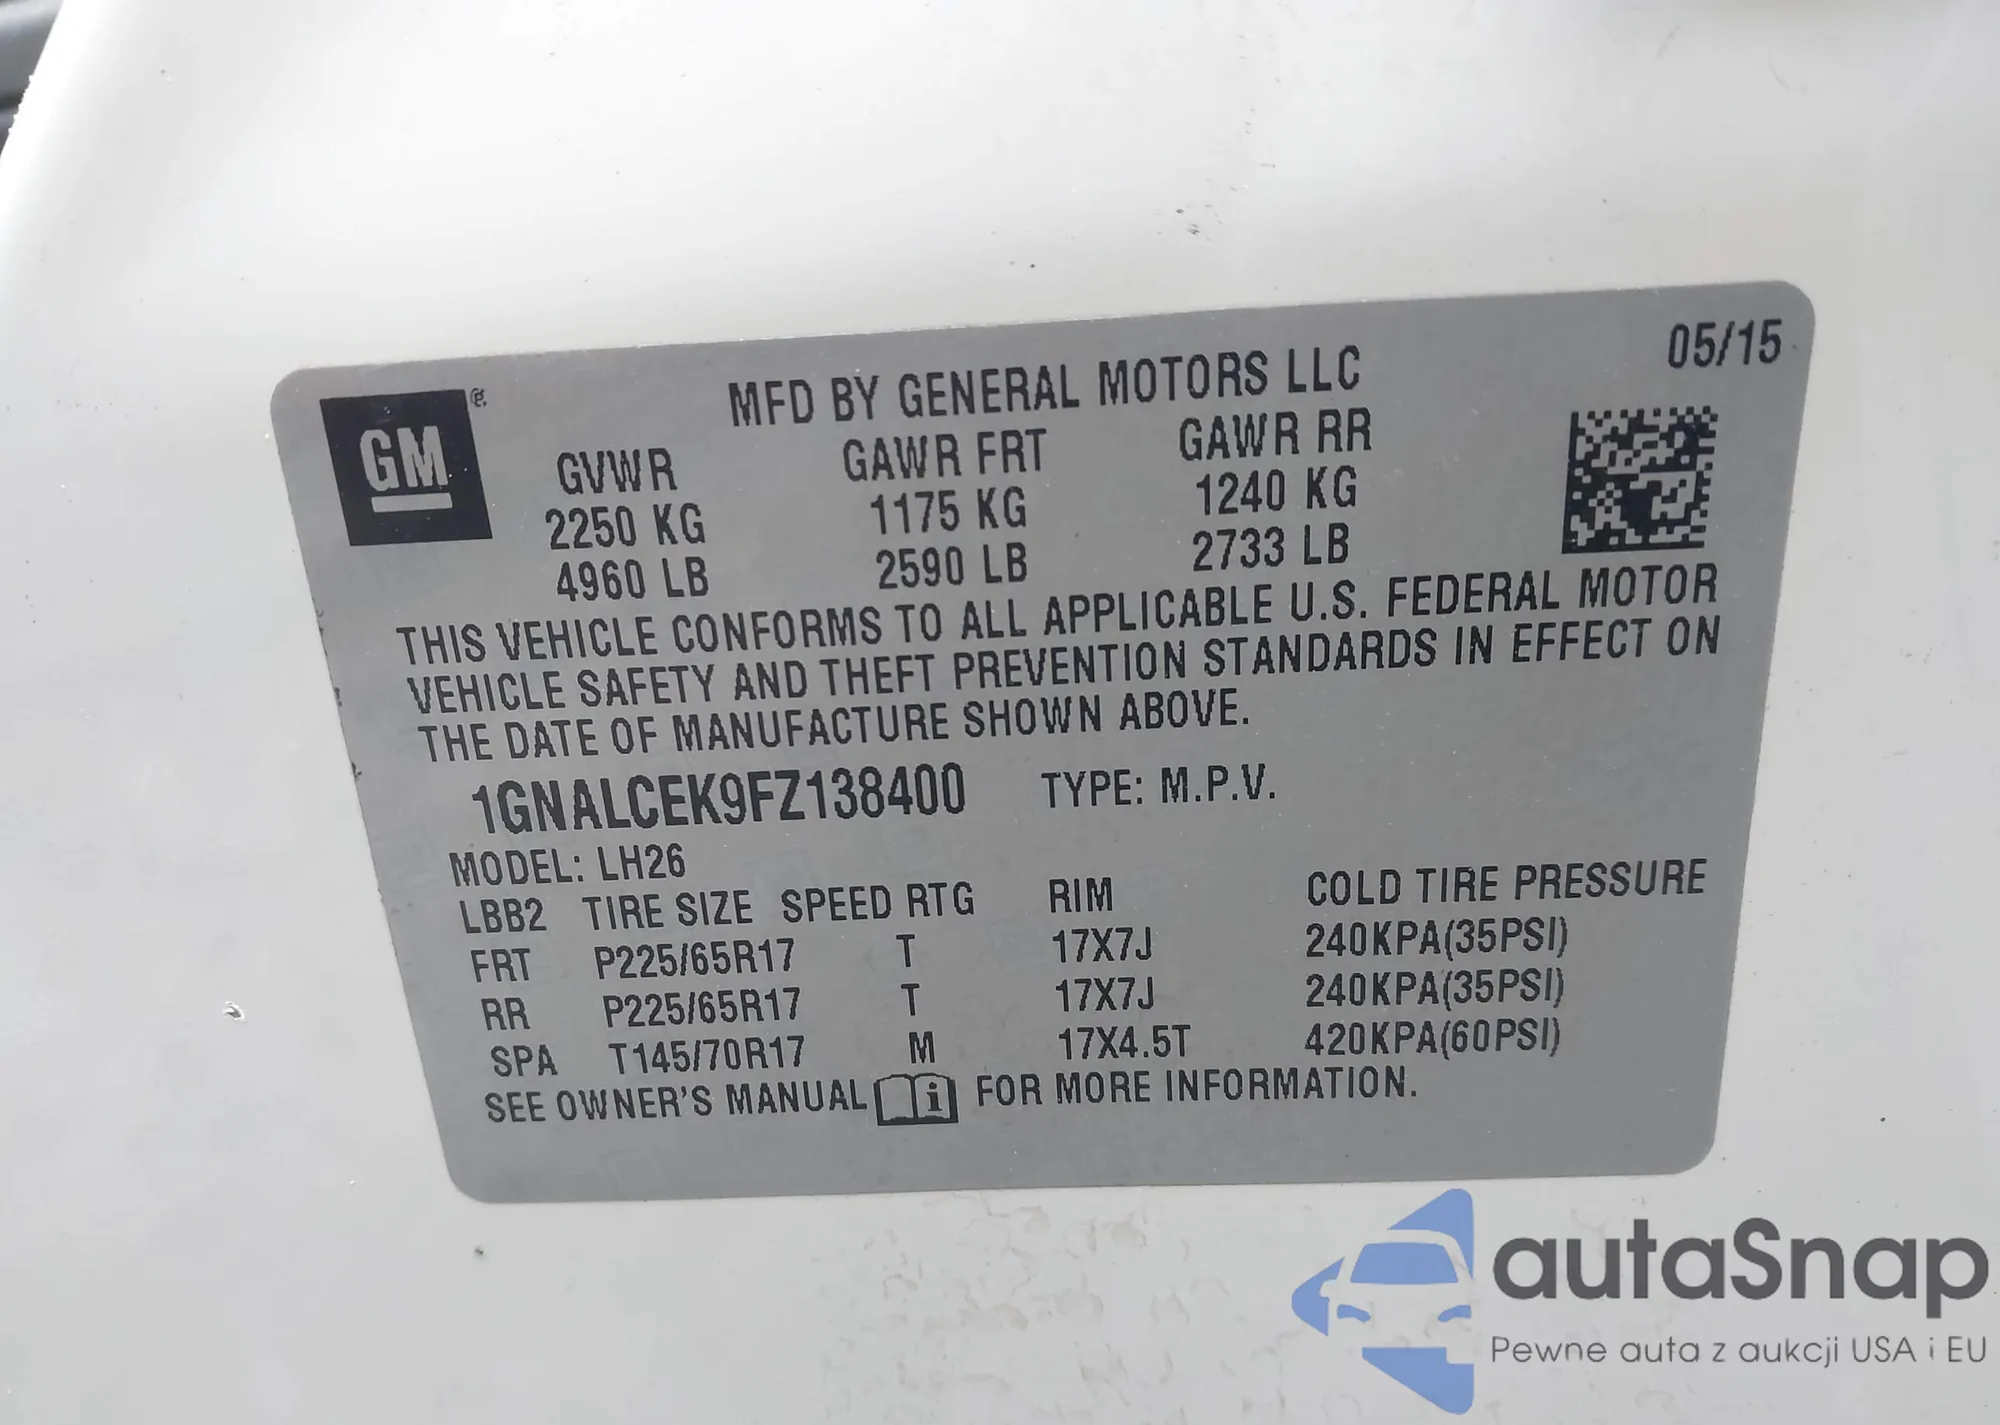 05/15
GM
MFD BY GENERAL MOTORS LLC
GVWR GAWR FRT GAWR RR
2250 KG 1175 KG 1240 KG
4960 LB 2590 LB 2733 LB
THIS VEHICLE CONFORMS TO ALL APPLICABLE U.S. FEDERAL MOTOR
VEHICLE SAFETY AND THEFT PREVENTION STANDARDS IN EFFECT ON
THE DATE OF MANUFACTURE SHOWN ABOVE.
1GNALCEK9FZ138400 TYPE: M.P.V.
MODEL: LH26
LBB2 TIRE SIZE SPEED RTG RIM COLD TIRE PRESSURE
FRT P225/65R17 T 17X7J 240KPA(35PSI)
RR P225/65R17 T 17X7J 240KPA(35PSI)
SPA T145/70R17 M 17X4.5T 420KPA(60PSI)
SEE OWNER'S MANUAL i FOR MORE INFORMATION.
autaSnap
Pewne auta z aukcji USA i EU